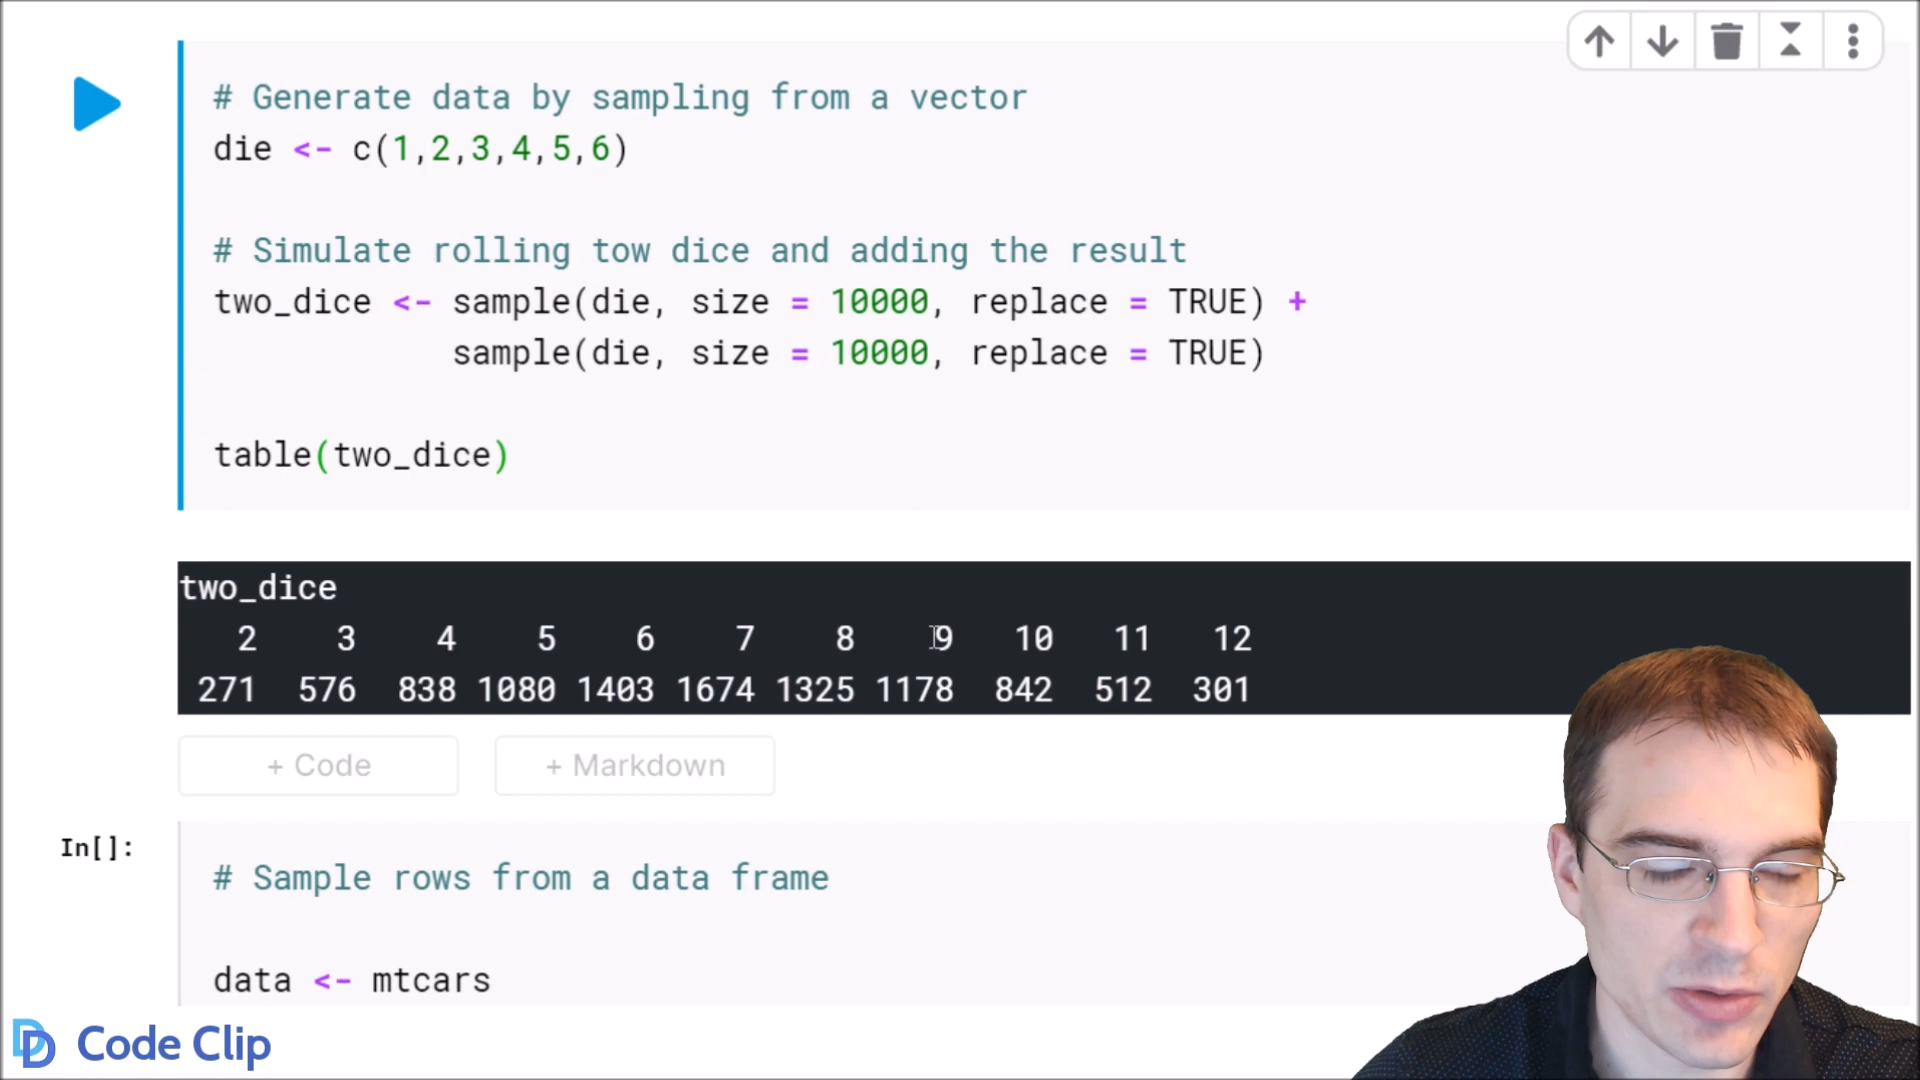 # Generate data by sampling from a vector
die <- c(1,2,3,4,5,6)
# Simulate rolling tow dice and adding the result
two_dice <- sample(die, size = 10000, replace = TRUE) +
sample(die, size = 10000, replace = TRUE)
table(two_dice)
two_dice
2 3 4 5 6 7 8 9 10 11 12
271 576 838 1080 1403 1674 1325 1178 842 512 301
+ Code + Markdown
In[]:
# Sample rows from a data frame
data <- mtcars
Code Clip